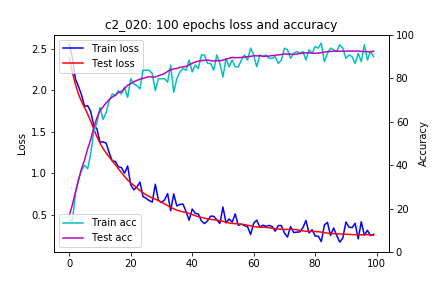 c2_020: 100 epochs loss and accuracy
Train loss
Test loss
Train acc
Test acc
Loss
2.5
2.0
1.5
1.0
0.5
Accuracy
100
80
60
40
20
0
0
20
40
60
80
100